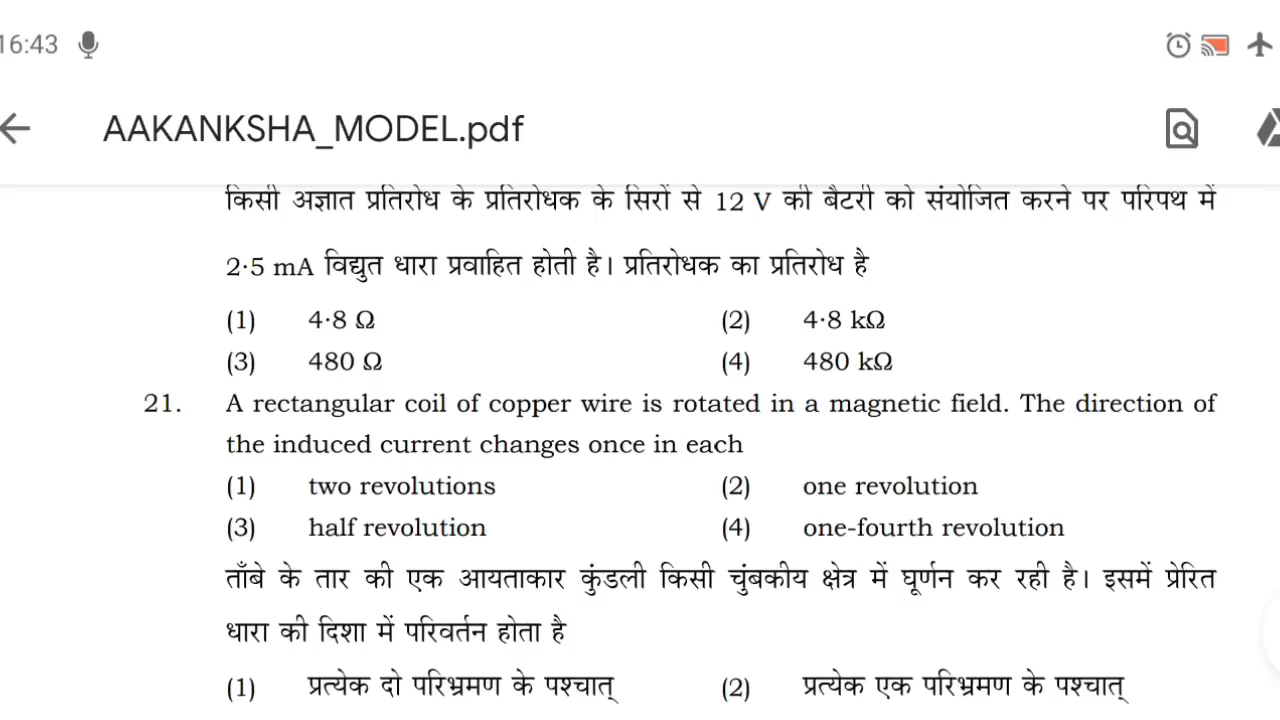 16:43
AAKANKSHA_MODEL.pdf
किसी अज्ञात प्रतिरोध के प्रतिरोधक के सिरों से 12 V की बैटरी को संयोजित करने पर परिपथ में
2·5 mA विद्युत धारा प्रवाहित होती है। प्रतिरोधक का प्रतिरोध है
(1) 4·8 Ω (2) 4·8 kΩ
(3) 480 Ω (4) 480 kΩ
21. A rectangular coil of copper wire is rotated in a magnetic field. The direction of
the induced current changes once in each
(1) two revolutions (2) one revolution
(3) half revolution (4) one-fourth revolution
ताँबे के तार की एक आयताकार कुंडली किसी चुंबकीय क्षेत्र में घूर्णन कर रही है। इसमें प्रेरित
धारा की दिशा में परिवर्तन होता है
(1) प्रत्येक दो परिभ्रमण के पश्चात् (2) प्रत्येक एक परिभ्रमण के पश्चात्